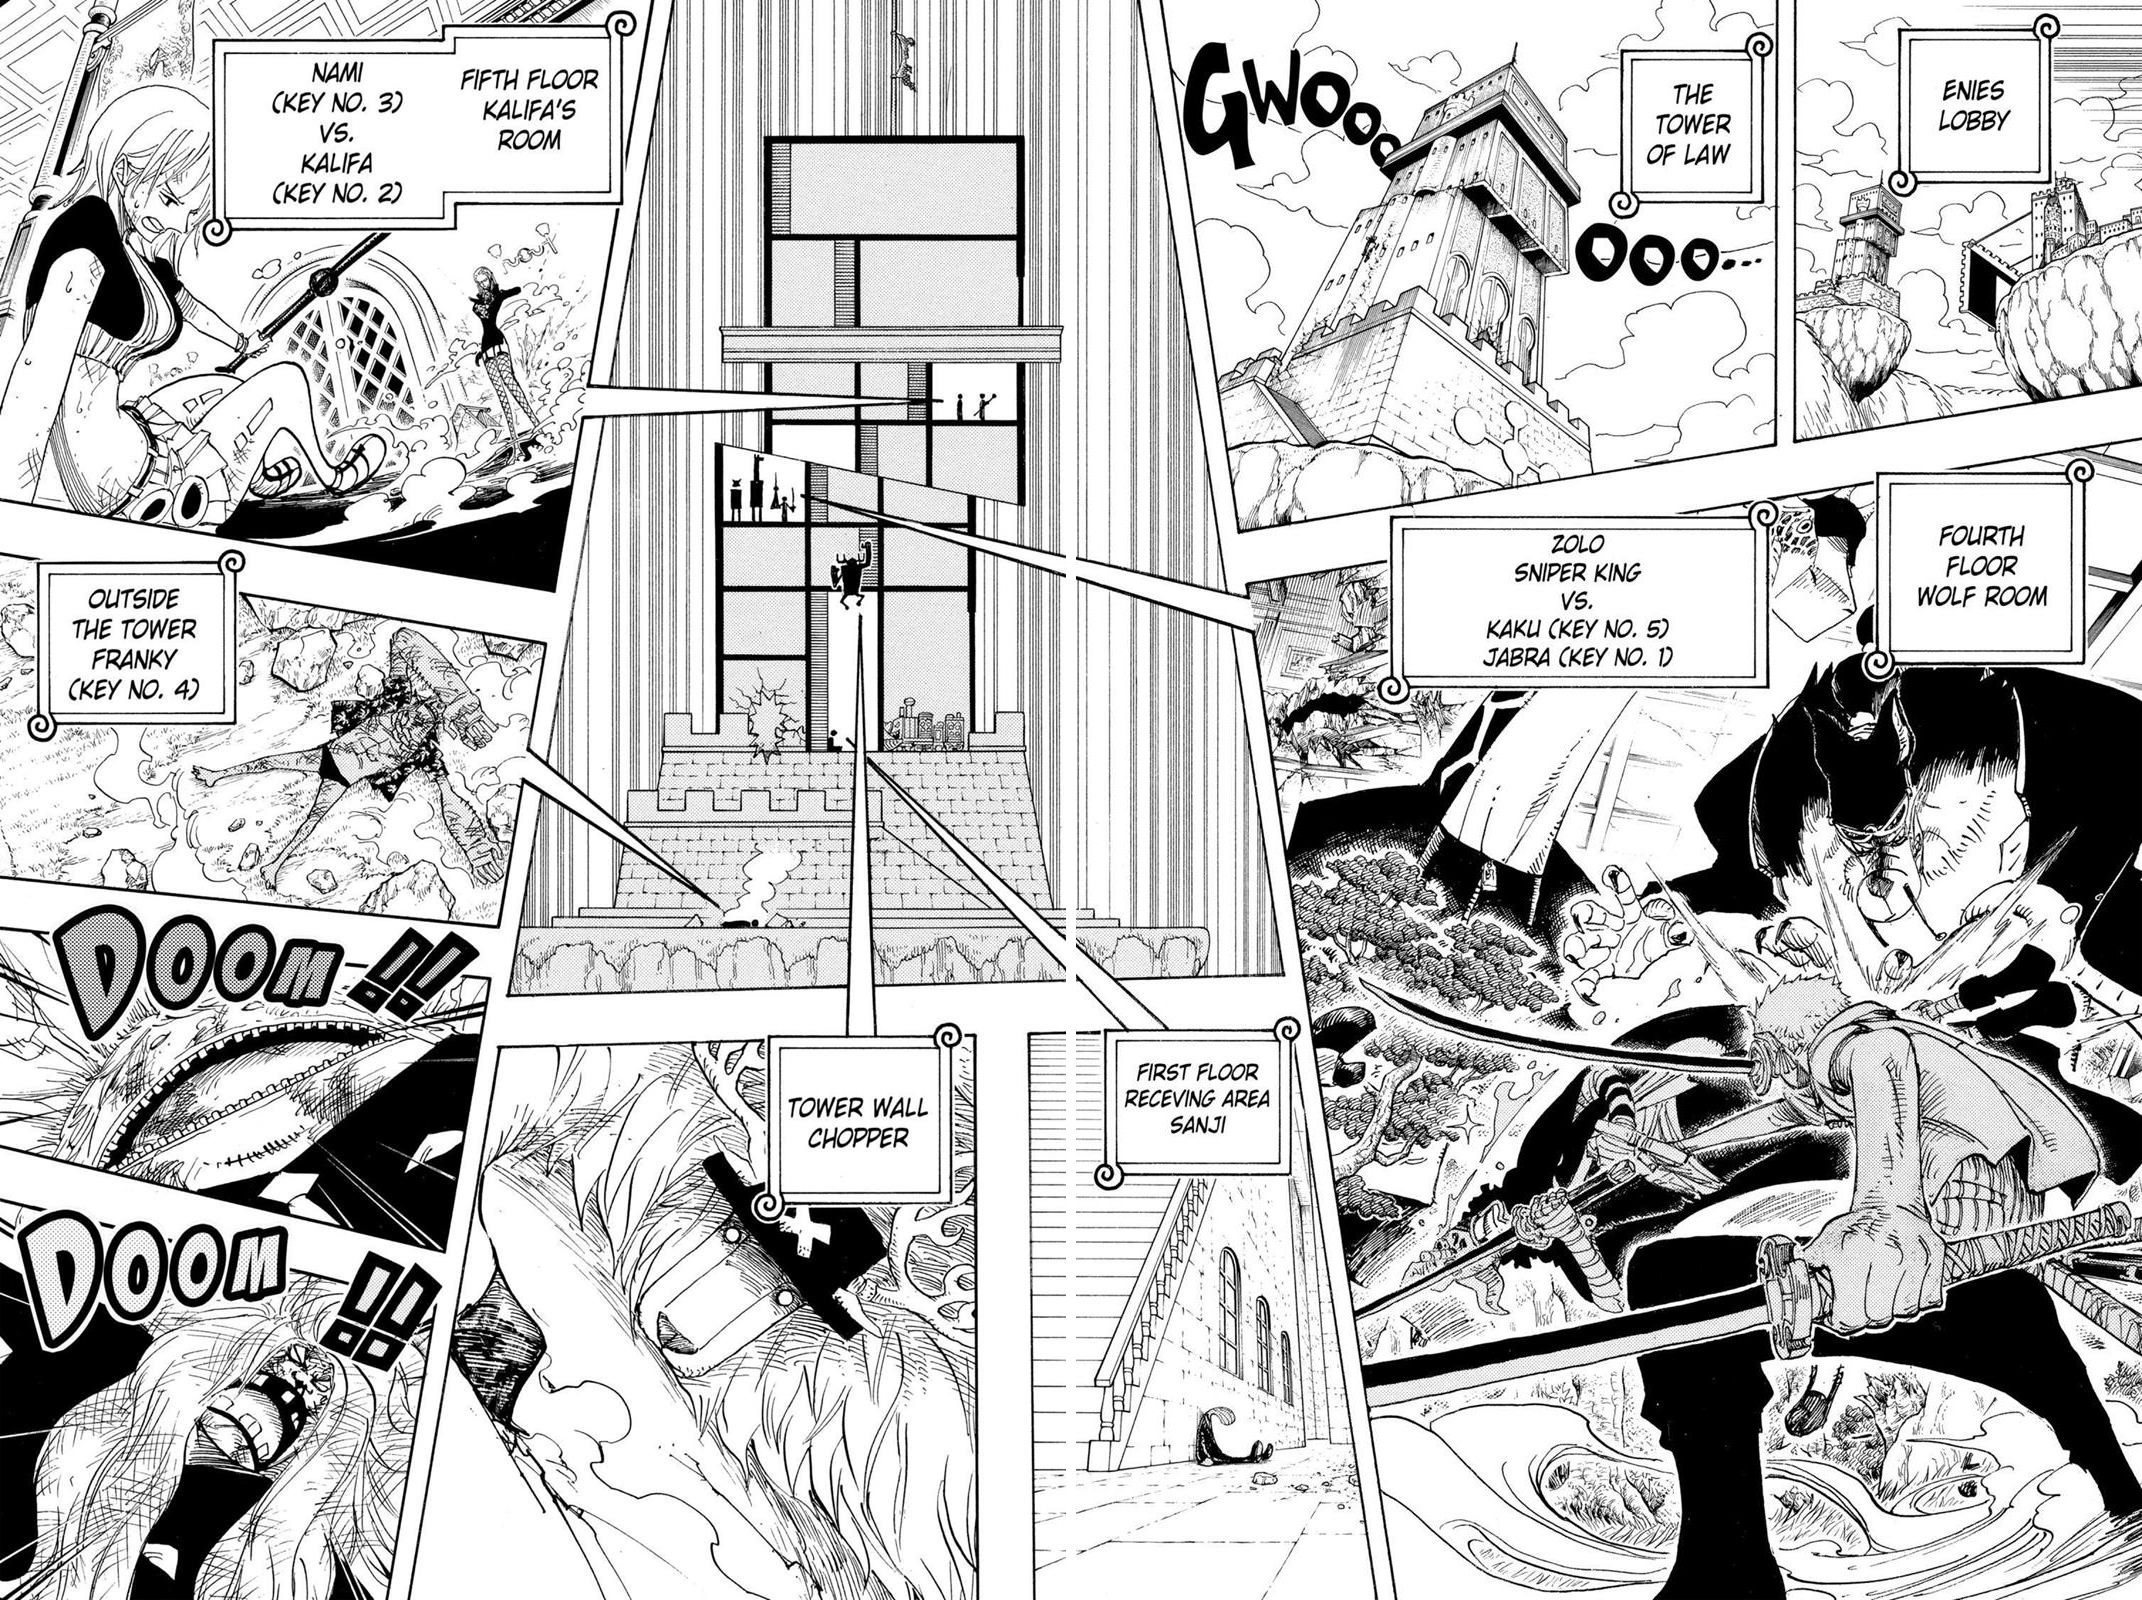 ENIES
LOBBY
THE
TOWER
OF LAW
GWOOO
OOO...
FOURTH
FLOOR
WOLF ROOM
ZOLO
SNIPER KING
VS.
KAKU (KEY NO. 5)
JABRA (KEY NO. 1)
FIRST FLOOR
RECEVING AREA
SANJI
FIFTH FLOOR
KALIFA'S
ROOM
NAMI
(KEY NO. 3)
VS.
KALIFA
(KEY NO. 2)
OUTSIDE
THE TOWER
FRANKY
(KEY NO. 4)
TOWER WALL
CHOPPER
DOOM!!
DOOM!!